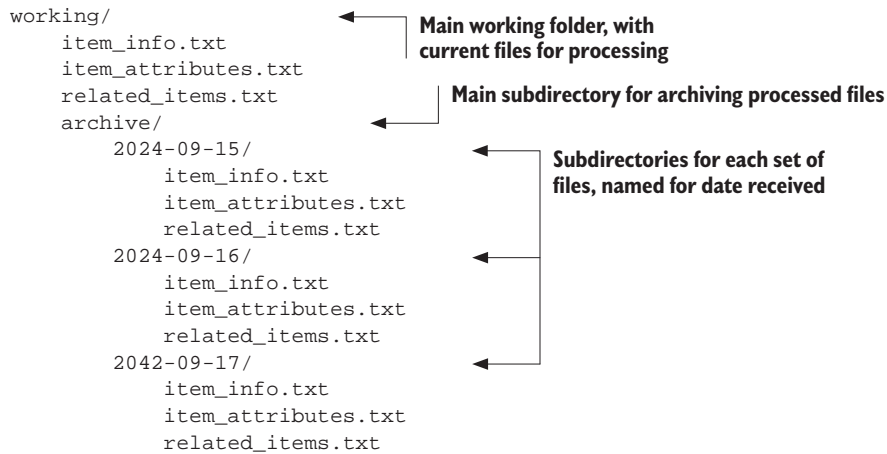 working/
Main working folder, with
current files for processing
item_info.txt
item_attributes.txt
related_items.txt
Main subdirectory for archiving processed files
archive/
2024-09-15/
Subdirectories for each set of
files, named for date received
item_info.txt
item_attributes.txt
related_items.txt
2024-09-16/
item_info.txt
item_attributes.txt
related_items.txt
2042-09-17/
item_info.txt
item_attributes.txt
related_items.txt